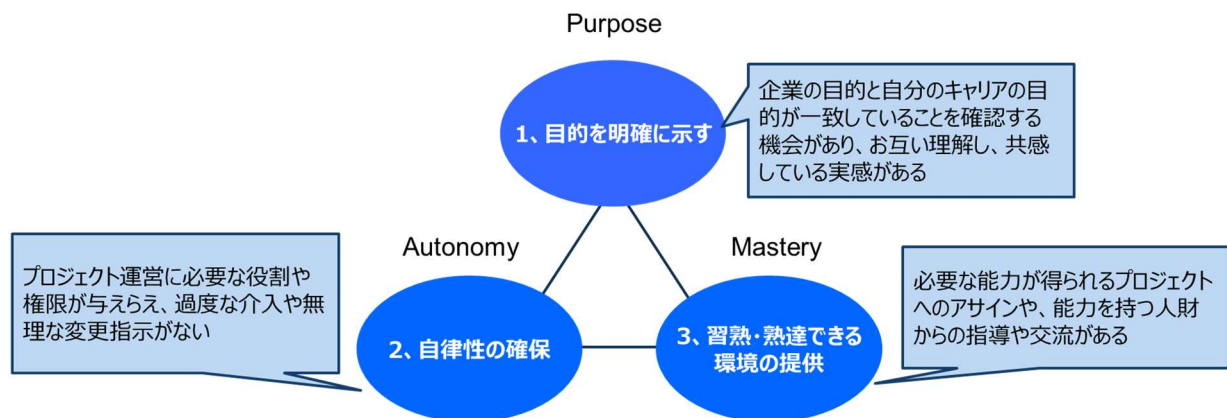 Purpose
1、目的を明確に示す
企業の目的と自分のキャリアの目
的が一致していることを確認する
機会があり、お互い理解し、共感
している実感がある
Autonomy
Mastery
プロジェクト運営に必要な役割や
権限が与えらえ、過度な介入や無
理な変更指示がない
2、自律性の確保
3、習熟・熟達できる
環境の提供
必要な能力が得られるプロジェクト
へのアサインや、能力を持つ人財
からの指導や交流がある